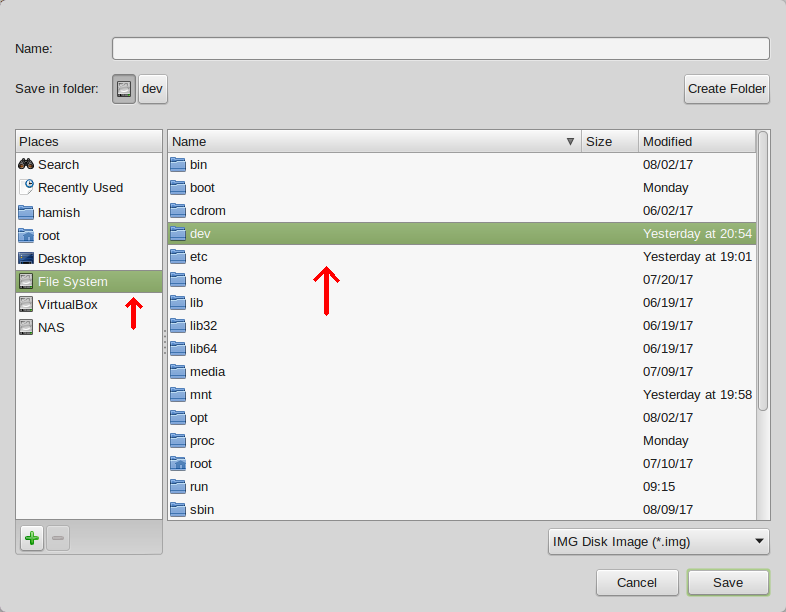 Name:
Save in folder: dev Create Folder
Places
Search
Recently Used
hamish
root
Desktop
File System
VirtualBox
NAS
Name Size Modified
bin 08/02/17
boot Monday
cdrom 06/02/17
dev Yesterday at 20:54
etc Yesterday at 19:01
home 07/20/17
lib 06/19/17
lib32 06/19/17
lib64 06/19/17
media 07/09/17
mnt Yesterday at 19:58
opt 08/02/17
proc Monday
root 07/10/17
run 09:15
sbin 08/09/17
IMG Disk Image (*.img)
Cancel Save